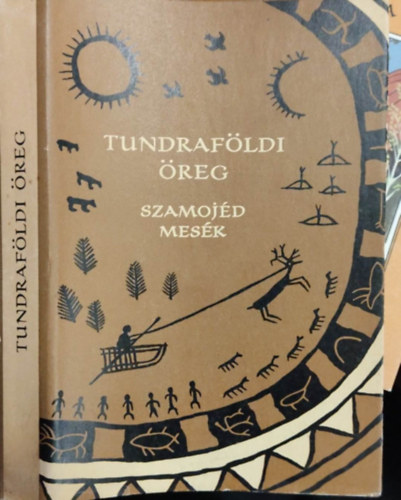 TUNDRAFÖLDI ÖREG
TUNDRAFÖLDI
ÖREG
SZAMOJÉD
MESÉK